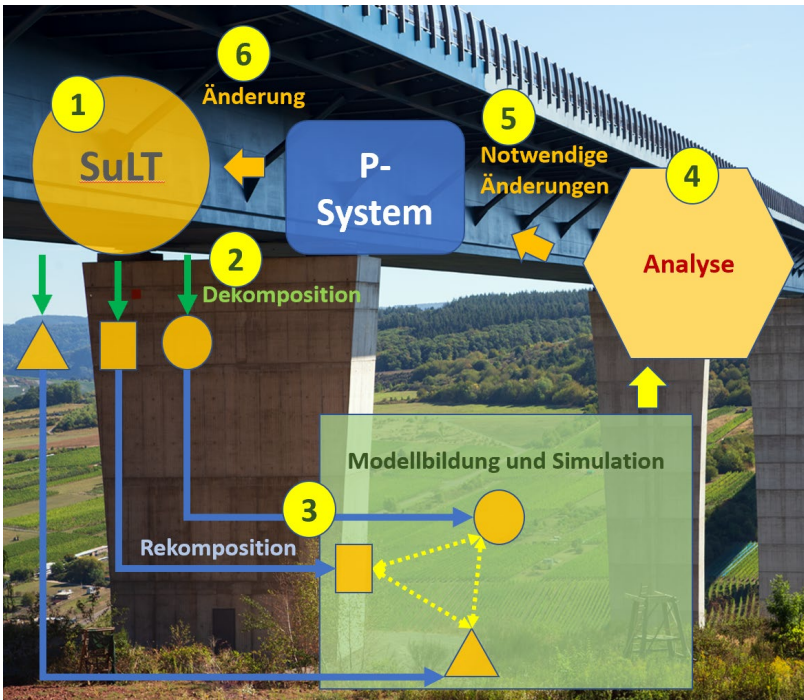 6
Änderung
1
SuLT
P-
System
5
Notwendige
Änderungen
4
Analyse
2
Dekomposition
Modellbildung und Simulation
3
Rekomposition